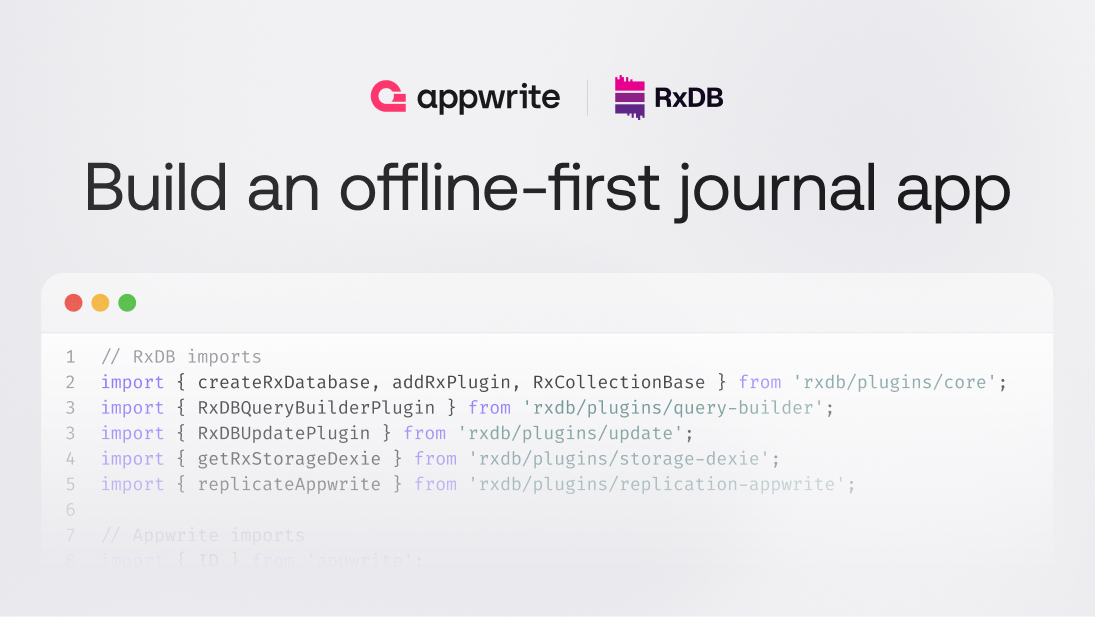 appwrite RxDB
Build an offline-first journal app
1 // RxDB imports
2 import { createRxDatabase, addRxPlugin, RxCollectionBase } from 'rxdb/plugins/core';
3 import { RxDBQueryBuilderPlugin } from 'rxdb/plugins/query-builder';
3 import { RxDBUpdatePlugin } from 'rxdb/plugins/update';
4 import { getRxStorageDexie } from 'rxdb/plugins/storage-dexie';
5 import { replicateAppwrite } from 'rxdb/plugins/replication-appwrite';
6
7 // Appwrite imports
8 import { ID } from 'appwrite';